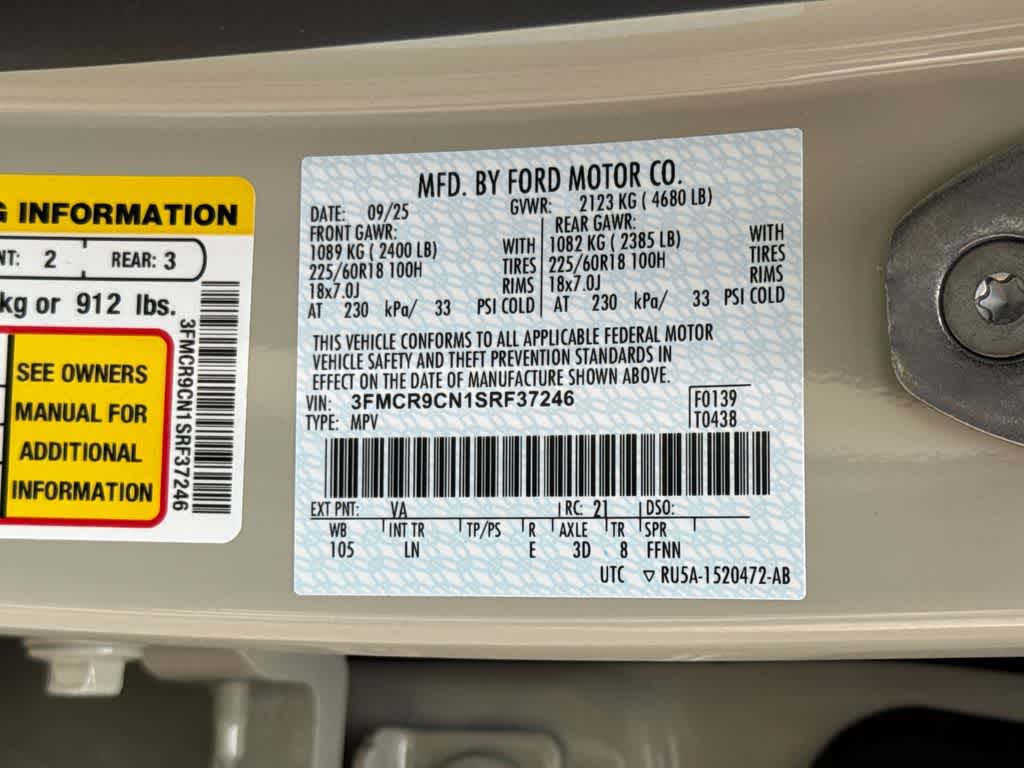 G INFORMATION
NT: 2 REAR: 3
kg or 912 lbs.
SEE OWNERS
MANUAL FOR
ADDITIONAL
INFORMATION
3FMCR9CN1SRF37246
MFD. BY FORD MOTOR CO.
DATE: 09/25 GVWR: 2123 KG ( 4680 LB)
FRONT GAWR: REAR GAWR:
1089 KG ( 2400 LB) WITH 1082 KG ( 2385 LB) WITH
225/60R18 100H TIRES 225/60R18 100H TIRES
18x7.0J RIMS 18x7.0J RIMS
AT 230 kPa/ 33 PSI COLD AT 230 kPa/ 33 PSI COLD
THIS VEHICLE CONFORMS TO ALL APPLICABLE FEDERAL MOTOR
VEHICLE SAFETY AND THEFT PREVENTION STANDARDS IN
EFFECT ON THE DATE OF MANUFACTURE SHOWN ABOVE.
VIN: 3FMCR9CN1SRF37246 F0139
TYPE: MPV T0438
EXT PNT: VA RC: 21 DSO:
WB INT TR TP/PS R AXLE TR SPR
105 LN E 3D 8 FFNN
UTC ▽ RU5A-1520472-AB